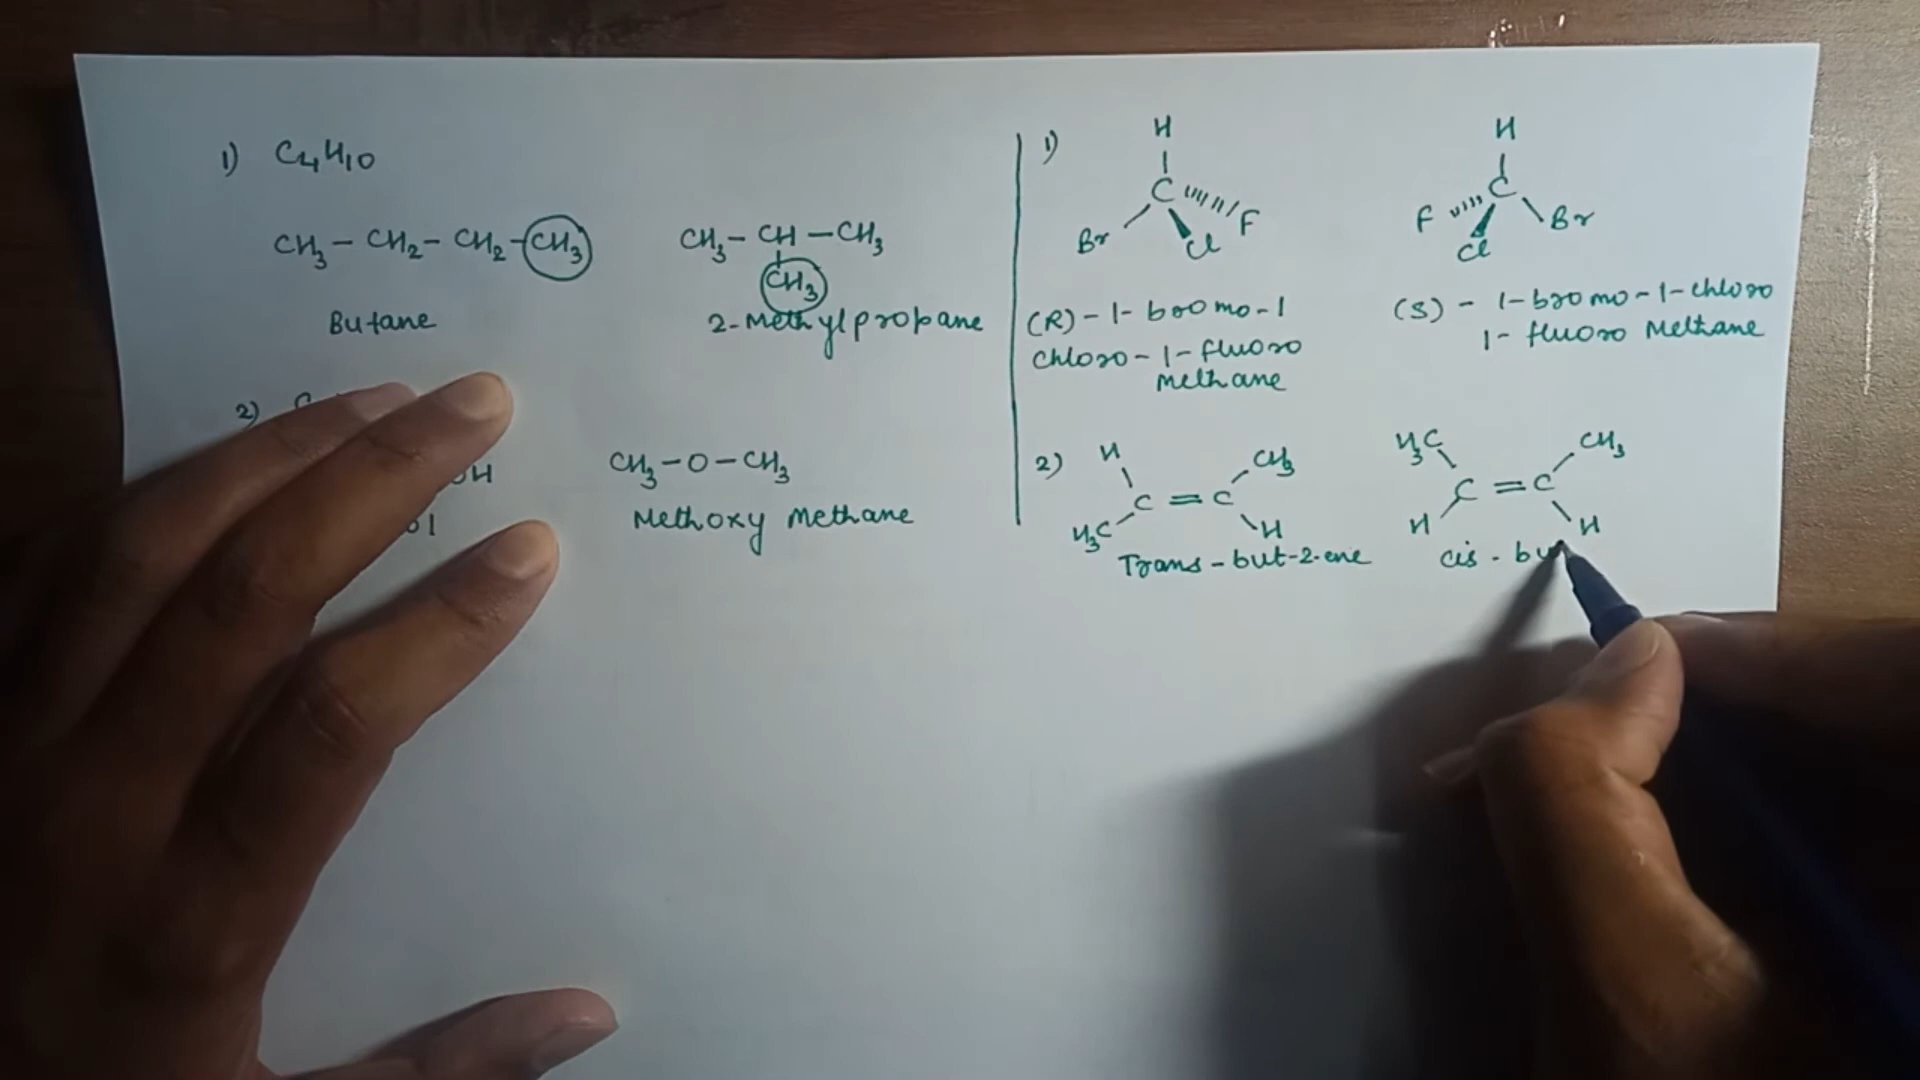 1) C4H10
CH3 - CH2 - CH2 - CH3
Butane
CH3 - CH - CH3
CH3
2-Methylpropane
2)
OH
ol
CH3 - O - CH3
Methoxy Methane
1)
H
C
Br
Cl
F
(R) - 1 - bromo - 1
chloro - 1 - fluoro
Methane
H
C
F
Cl
Br
(S) - 1 - bromo - 1 - chloro
1 - fluoro Methane
2)
H CH3
C = C
H3C H
Trans - but-2-ene
H3C CH3
C = C
H H
cis - bu